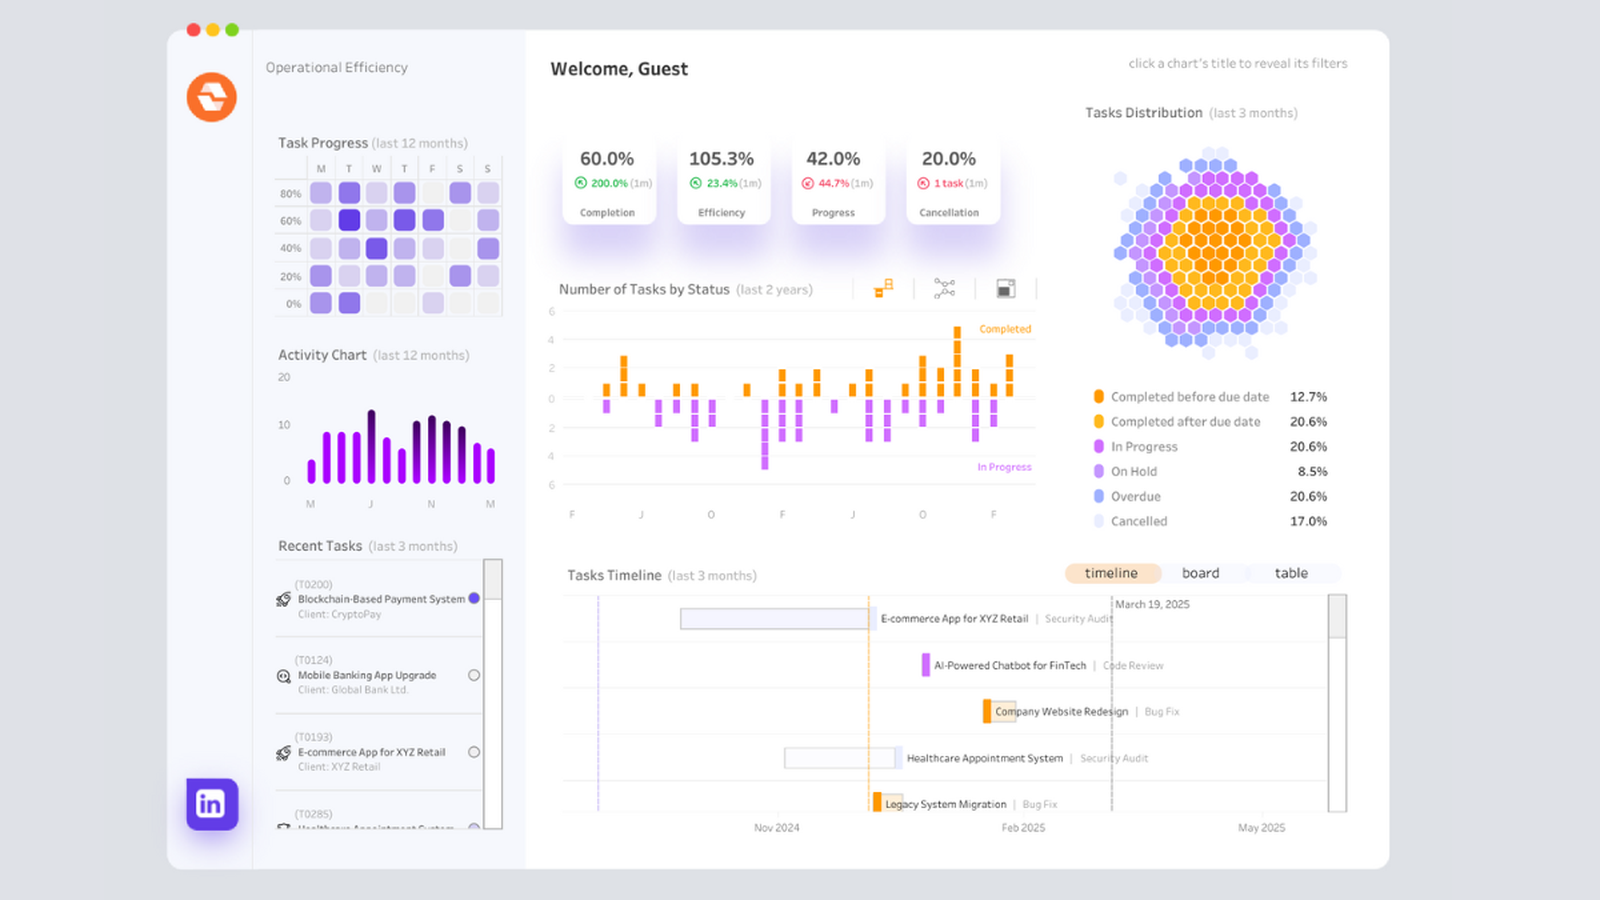 Operational Efficiency
Welcome, Guest
click a chart's title to reveal its filters
Task Progress (last 12 months)
M T W T F S S
80%
60%
40%
20%
0%
Activity Chart (last 12 months)
20
10
0
M J N M
Recent Tasks (last 3 months)
(T0200)
Blockchain-Based Payment System
Client: CryptoPay
(T0124)
Mobile Banking App Upgrade
Client: Global Bank Ltd.
(T0193)
E-commerce App for XYZ Retail
Client: XYZ Retail
(T0285)
Healthcare Appointment System
in
60.0%
200.0% (1m)
Completion
105.3%
23.4% (1m)
Efficiency
42.0%
44.7% (1m)
Progress
20.0%
1 task (1m)
Cancellation
Number of Tasks by Status (last 2 years)
6
4
2
0
2
4
6
Completed
In Progress
F J O F J O F
Tasks Distribution (last 3 months)
Completed before due date 12.7%
Completed after due date 20.6%
In Progress 20.6%
On Hold 8.5%
Overdue 20.6%
Cancelled 17.0%
Tasks Timeline (last 3 months)
timeline board table
March 19, 2025
E-commerce App for XYZ Retail | Security Audit
AI-Powered Chatbot for FinTech | Code Review
Company Website Redesign | Bug Fix
Healthcare Appointment System | Security Audit
Legacy System Migration | Bug Fix
Nov 2024 Feb 2025 May 2025